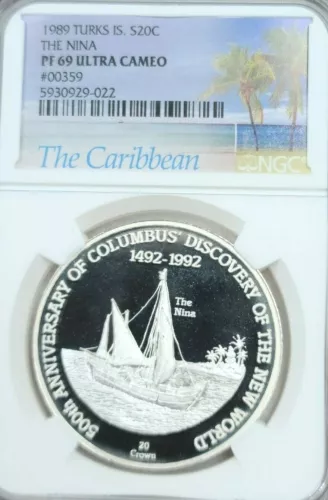 1989 TURKS IS. S20C
THE NINA
PF 69 ULTRA CAMEO
#00359
5930929-022
The Caribbean
NGC
500th ANNIVERSARY OF COLUMBUS' DISCOVERY OF THE NEW WORLD
1492-1992
The
Nina
20
Crown